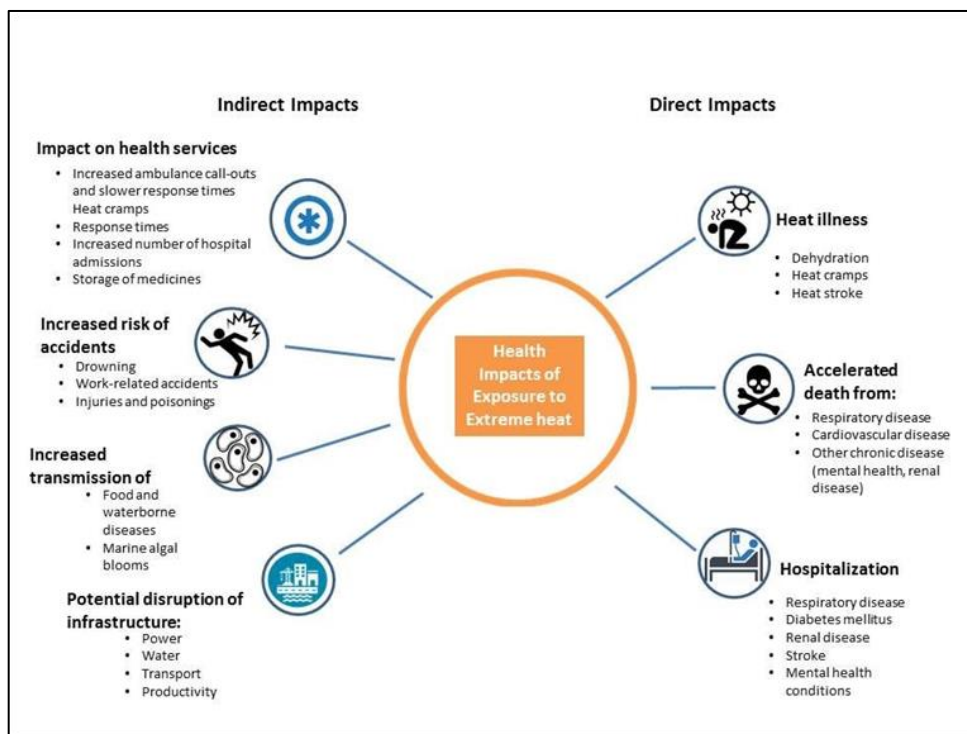 Indirect Impacts
Impact on health services
• Increased ambulance call-outs
and slower response times
Heat cramps
• Response times
• Increased number of hospital
admissions
• Storage of medicines
Increased risk of
accidents
• Drowning
• Work-related accidents
• Injuries and poisonings
Increased
transmission of
• Food and
waterborne
diseases
• Marine algal
blooms
Potential disruption of
infrastructure:
• Power
• Water
• Transport
• Productivity
Health
Impacts of
Exposure to
Extreme heat
Direct Impacts
Heat illness
• Dehydration
• Heat cramps
• Heat stroke
Accelerated
death from:
• Respiratory disease
• Cardiovascular disease
• Other chronic disease
(mental health, renal
disease)
Hospitalization
• Respiratory disease
• Diabetes mellitus
• Renal disease
• Stroke
• Mental health
conditions